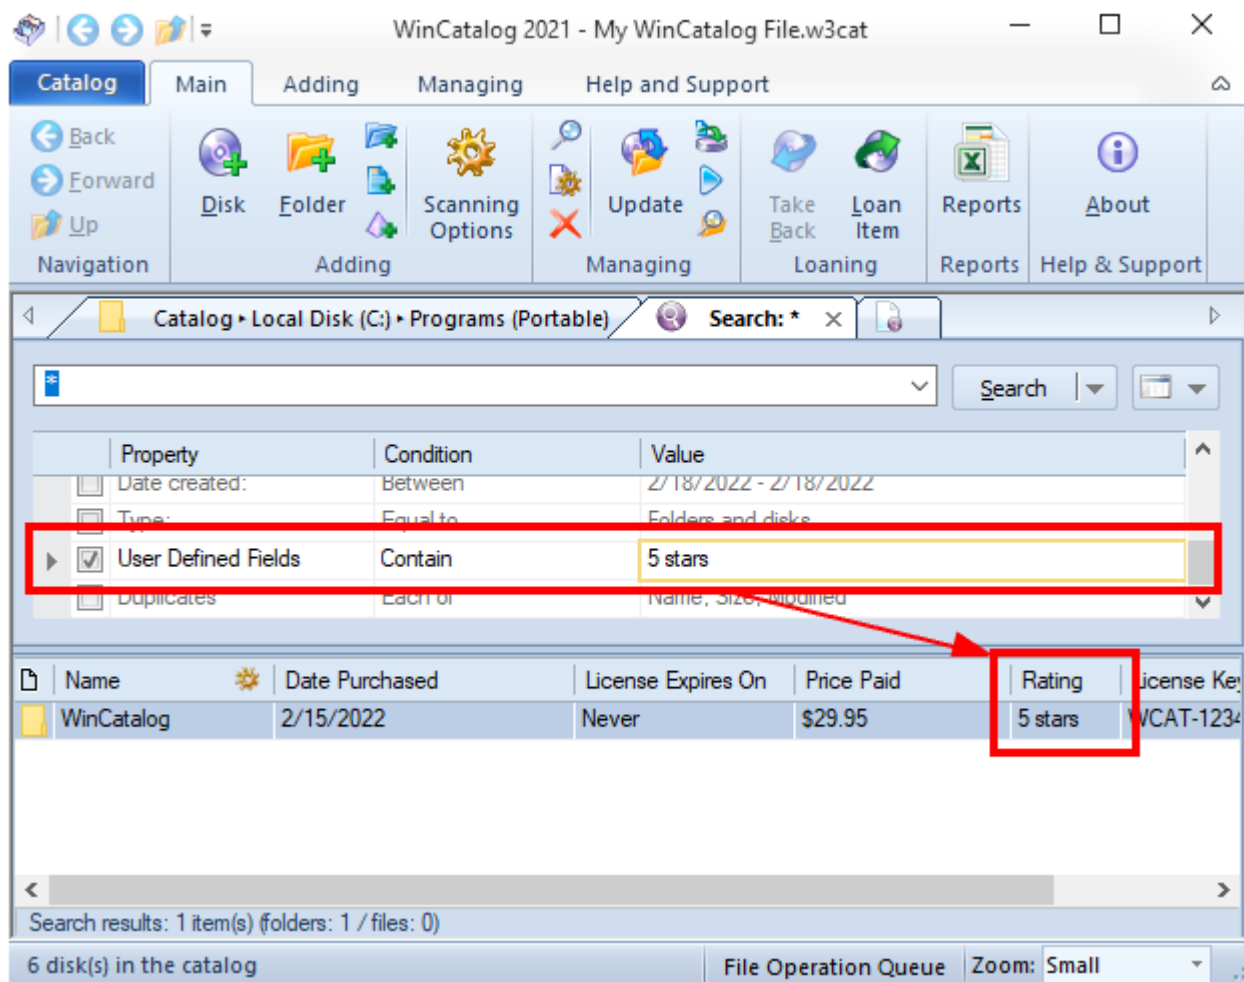 WinCatalog 2021 - My WinCatalog File.w3cat
Catalog Main Adding Managing Help and Support
Back
Forward
Up
Disk Folder Scanning Options Update Take Back Loan Item Reports About
Navigation Adding Managing Loaning Reports Help & Support
Catalog ‣ Local Disk (C:) ‣ Programs (Portable) Search: *
* Search
Property Condition Value
Date created: Between 2/18/2022 - 2/18/2022
Type: Equal to Folders and disks
User Defined Fields Contain 5 stars
Duplicates Each of Name, Size, Modified
Name Date Purchased License Expires On Price Paid Rating License Key
WinCatalog 2/15/2022 Never $29.95 5 stars WCAT-1234
Search results: 1 item(s) (folders: 1 / files: 0)
6 disk(s) in the catalog File Operation Queue Zoom: Small